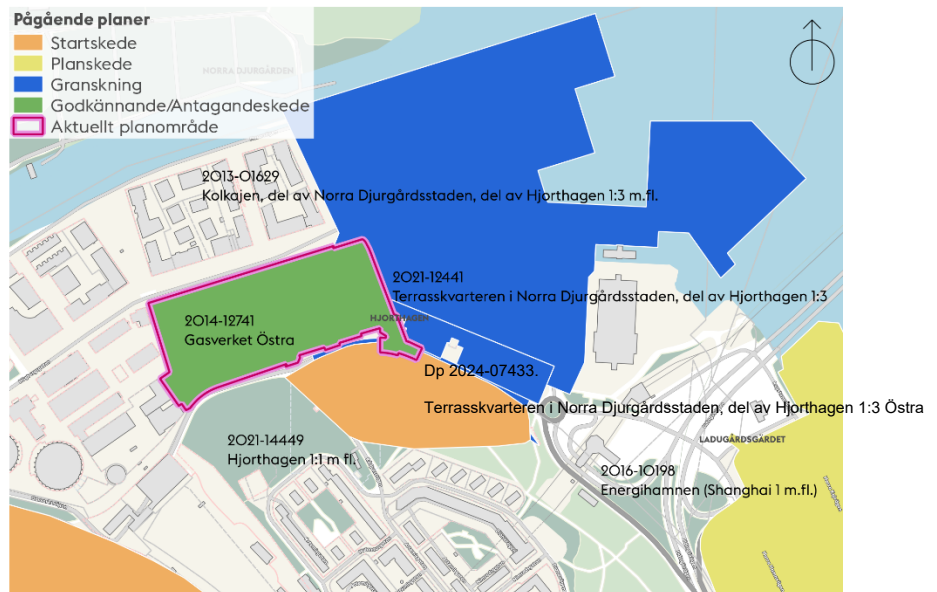 Pågående planer
Startskede
Planskede
Granskning
Godkännande/Antagandeskede
Aktuellt planområde
NORRA DJURGÅRDEN
2013-01629
Kolkajen, del av Norra Djurgårdsstaden, del av Hjorthagen 1:3 m.fl.
2021-12441
Terrasskvarteren i Norra Djurgårdsstaden, del av Hjorthagen 1:3
2014-12741
Gasverket Östra
HJORTHAGEN
Dp 2024-07433.
Terrasskvarteren i Norra Djurgårdsstaden, del av Hjorthagen 1:3 Östra
2021-14449
Hjorthagen 1:1 m fl.
LADUGÅRDSGÄRDET
2016-10198
Energihamnen (Shanghai 1 m.fl.)